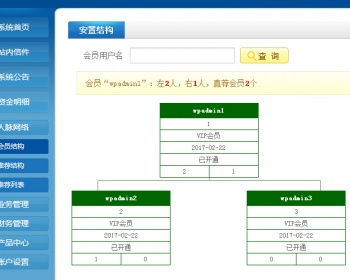 系统首页
站内信件
系统公告
资金明细
人脉网络
会员结构
推荐结构
推荐列表
业务管理
财务管理
产品中心
账户设置
安置结构
会员用户名
查 询
会员“wpadmin1”：左2人，右1人，直荐会员2个
wpadmin1
1
VIP会员
2017-02-22
已开通
2 1
wpadmin2
2
VIP会员
2017-02-22
已开通
1 0
wpadmin3
3
VIP会员
2017-02-22
已开通
0 0